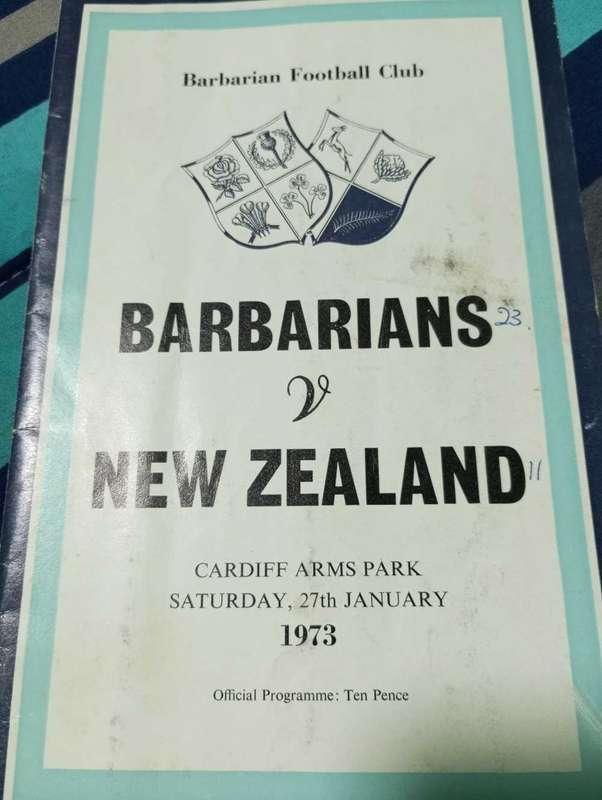 Barbarian Football Club
BARBARIANS 23.
v
NEW ZEALAND 11
CARDIFF ARMS PARK
SATURDAY, 27th JANUARY
1973
Official Programme: Ten Pence